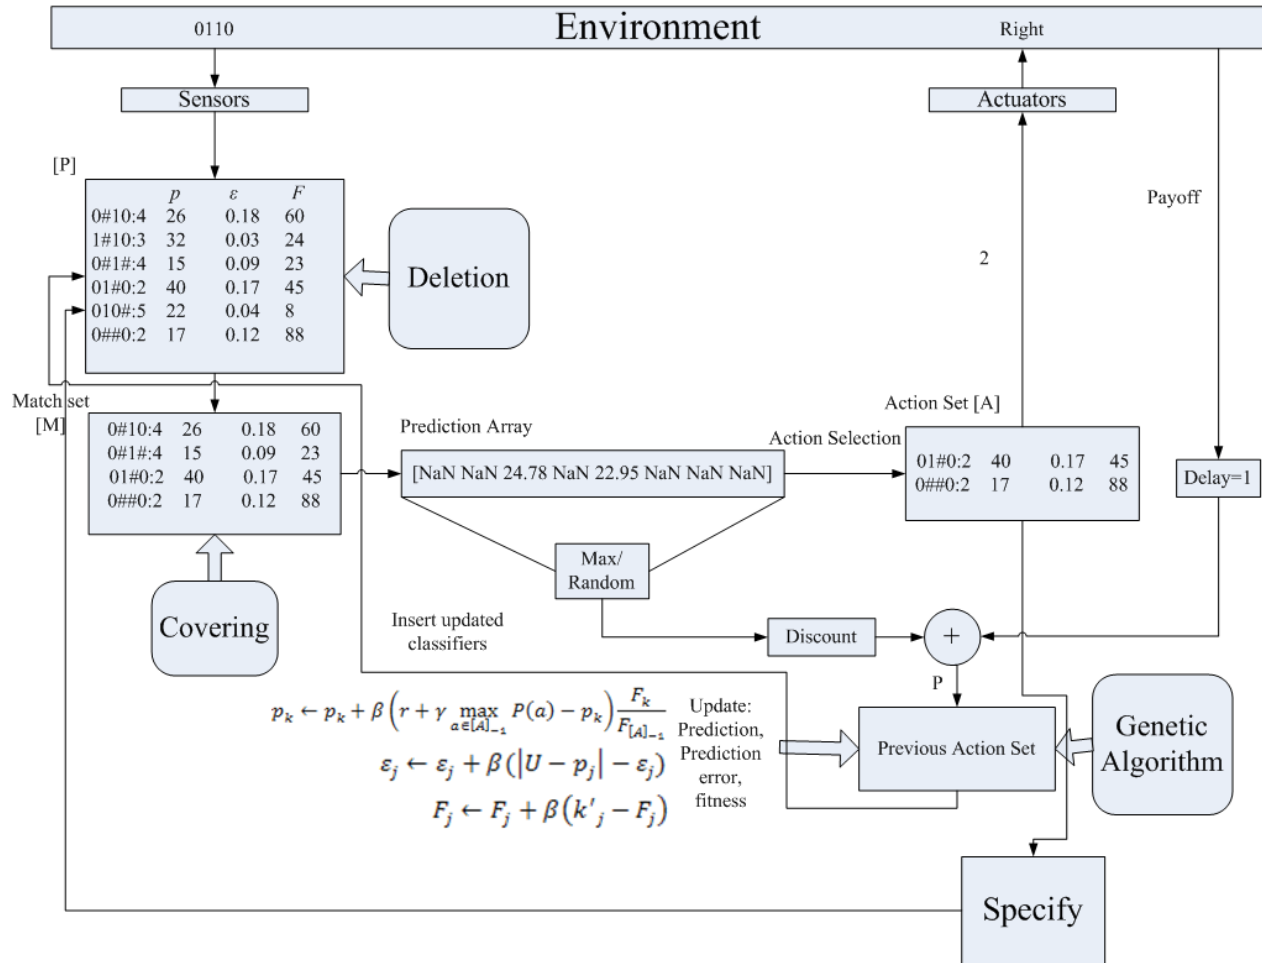 Environment
0110
Right
Sensors
Actuators
[P]
p ε F
0#10:4 26 0.18 60
1#10:3 32 0.03 24
0#1#:4 15 0.09 23
01#0:2 40 0.17 45
010#:5 22 0.04 8
0##0:2 17 0.12 88
Deletion
Payoff
2
Match set
[M]
0#10:4 26 0.18 60
0#1#:4 15 0.09 23
01#0:2 40 0.17 45
0##0:2 17 0.12 88
Prediction Array
[NaN NaN 24.78 NaN 22.95 NaN NaN NaN]
Action Selection
Action Set [A]
01#0:2 40 0.17 45
0##0:2 17 0.12 88
Delay=1
Max/
Random
Covering
Insert updated
classifiers
Discount
+
P
p_k ← p_k + β(r + γ max_{a∈[A]_{-1}} P(a) − p_k) F_k / F_{[A]_{-1}}
ε_j ← ε_j + β(|U − p_j| − ε_j)
F_j ← F_j + β(k'_j − F_j)
Update:
Prediction,
Prediction
error,
fitness
Previous Action Set
Genetic
Algorithm
Specify